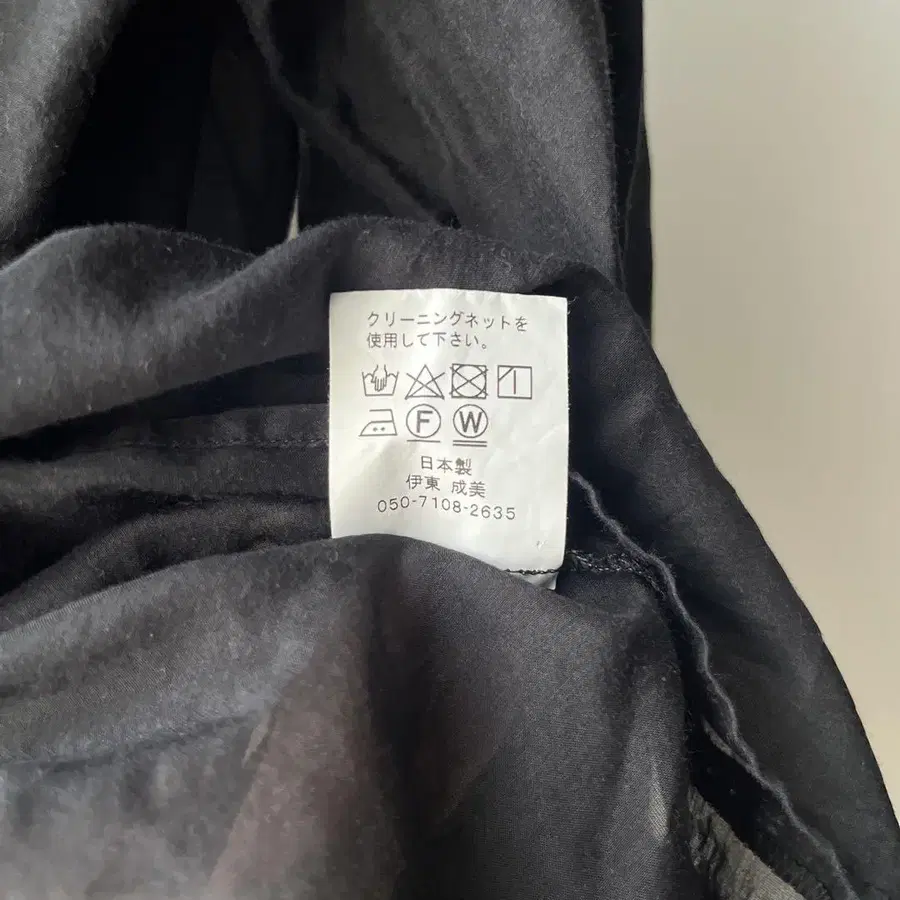 クリーニングネットを
使用して下さい。
F W
日本製
伊東 成美
050-7108-2635